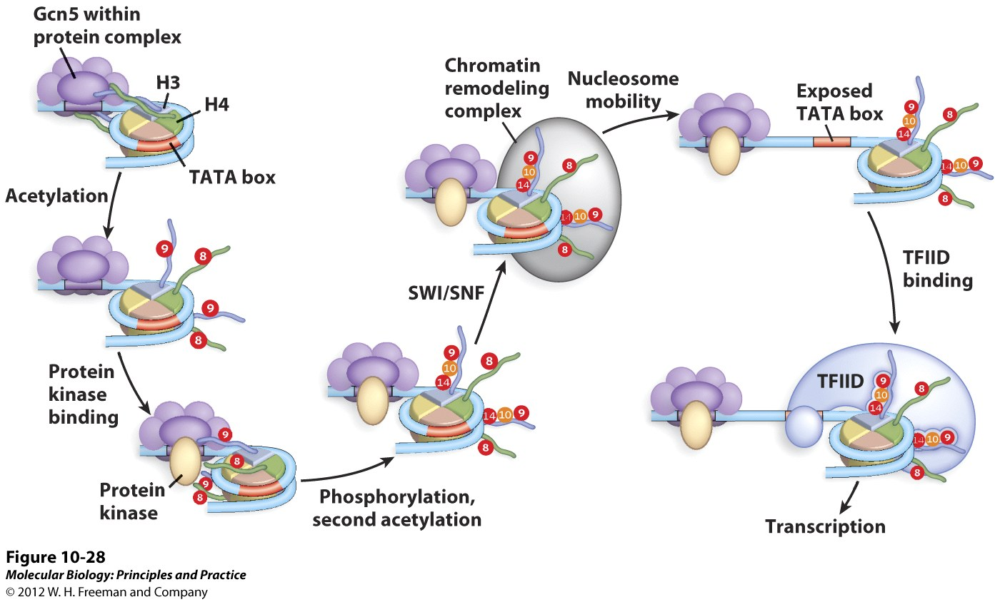 Gcn5 within
protein complex
H3
H4
TATA box
Acetylation
9
8
9
8
Protein
kinase
binding
9
8
9
8
Protein
kinase
Phosphorylation,
second acetylation
9
10
14
8
14 10 9
8
SWI/SNF
Chromatin
remodeling
complex
9
10
14
8
14 10 9
8
Nucleosome
mobility
Exposed
TATA box
9
10
14
8
14 10 9
8
TFIID
binding
TFIID
9
10
14
8
14 10 9
8
Transcription
Figure 10-28
Molecular Biology: Principles and Practice
© 2012 W. H. Freeman and Company